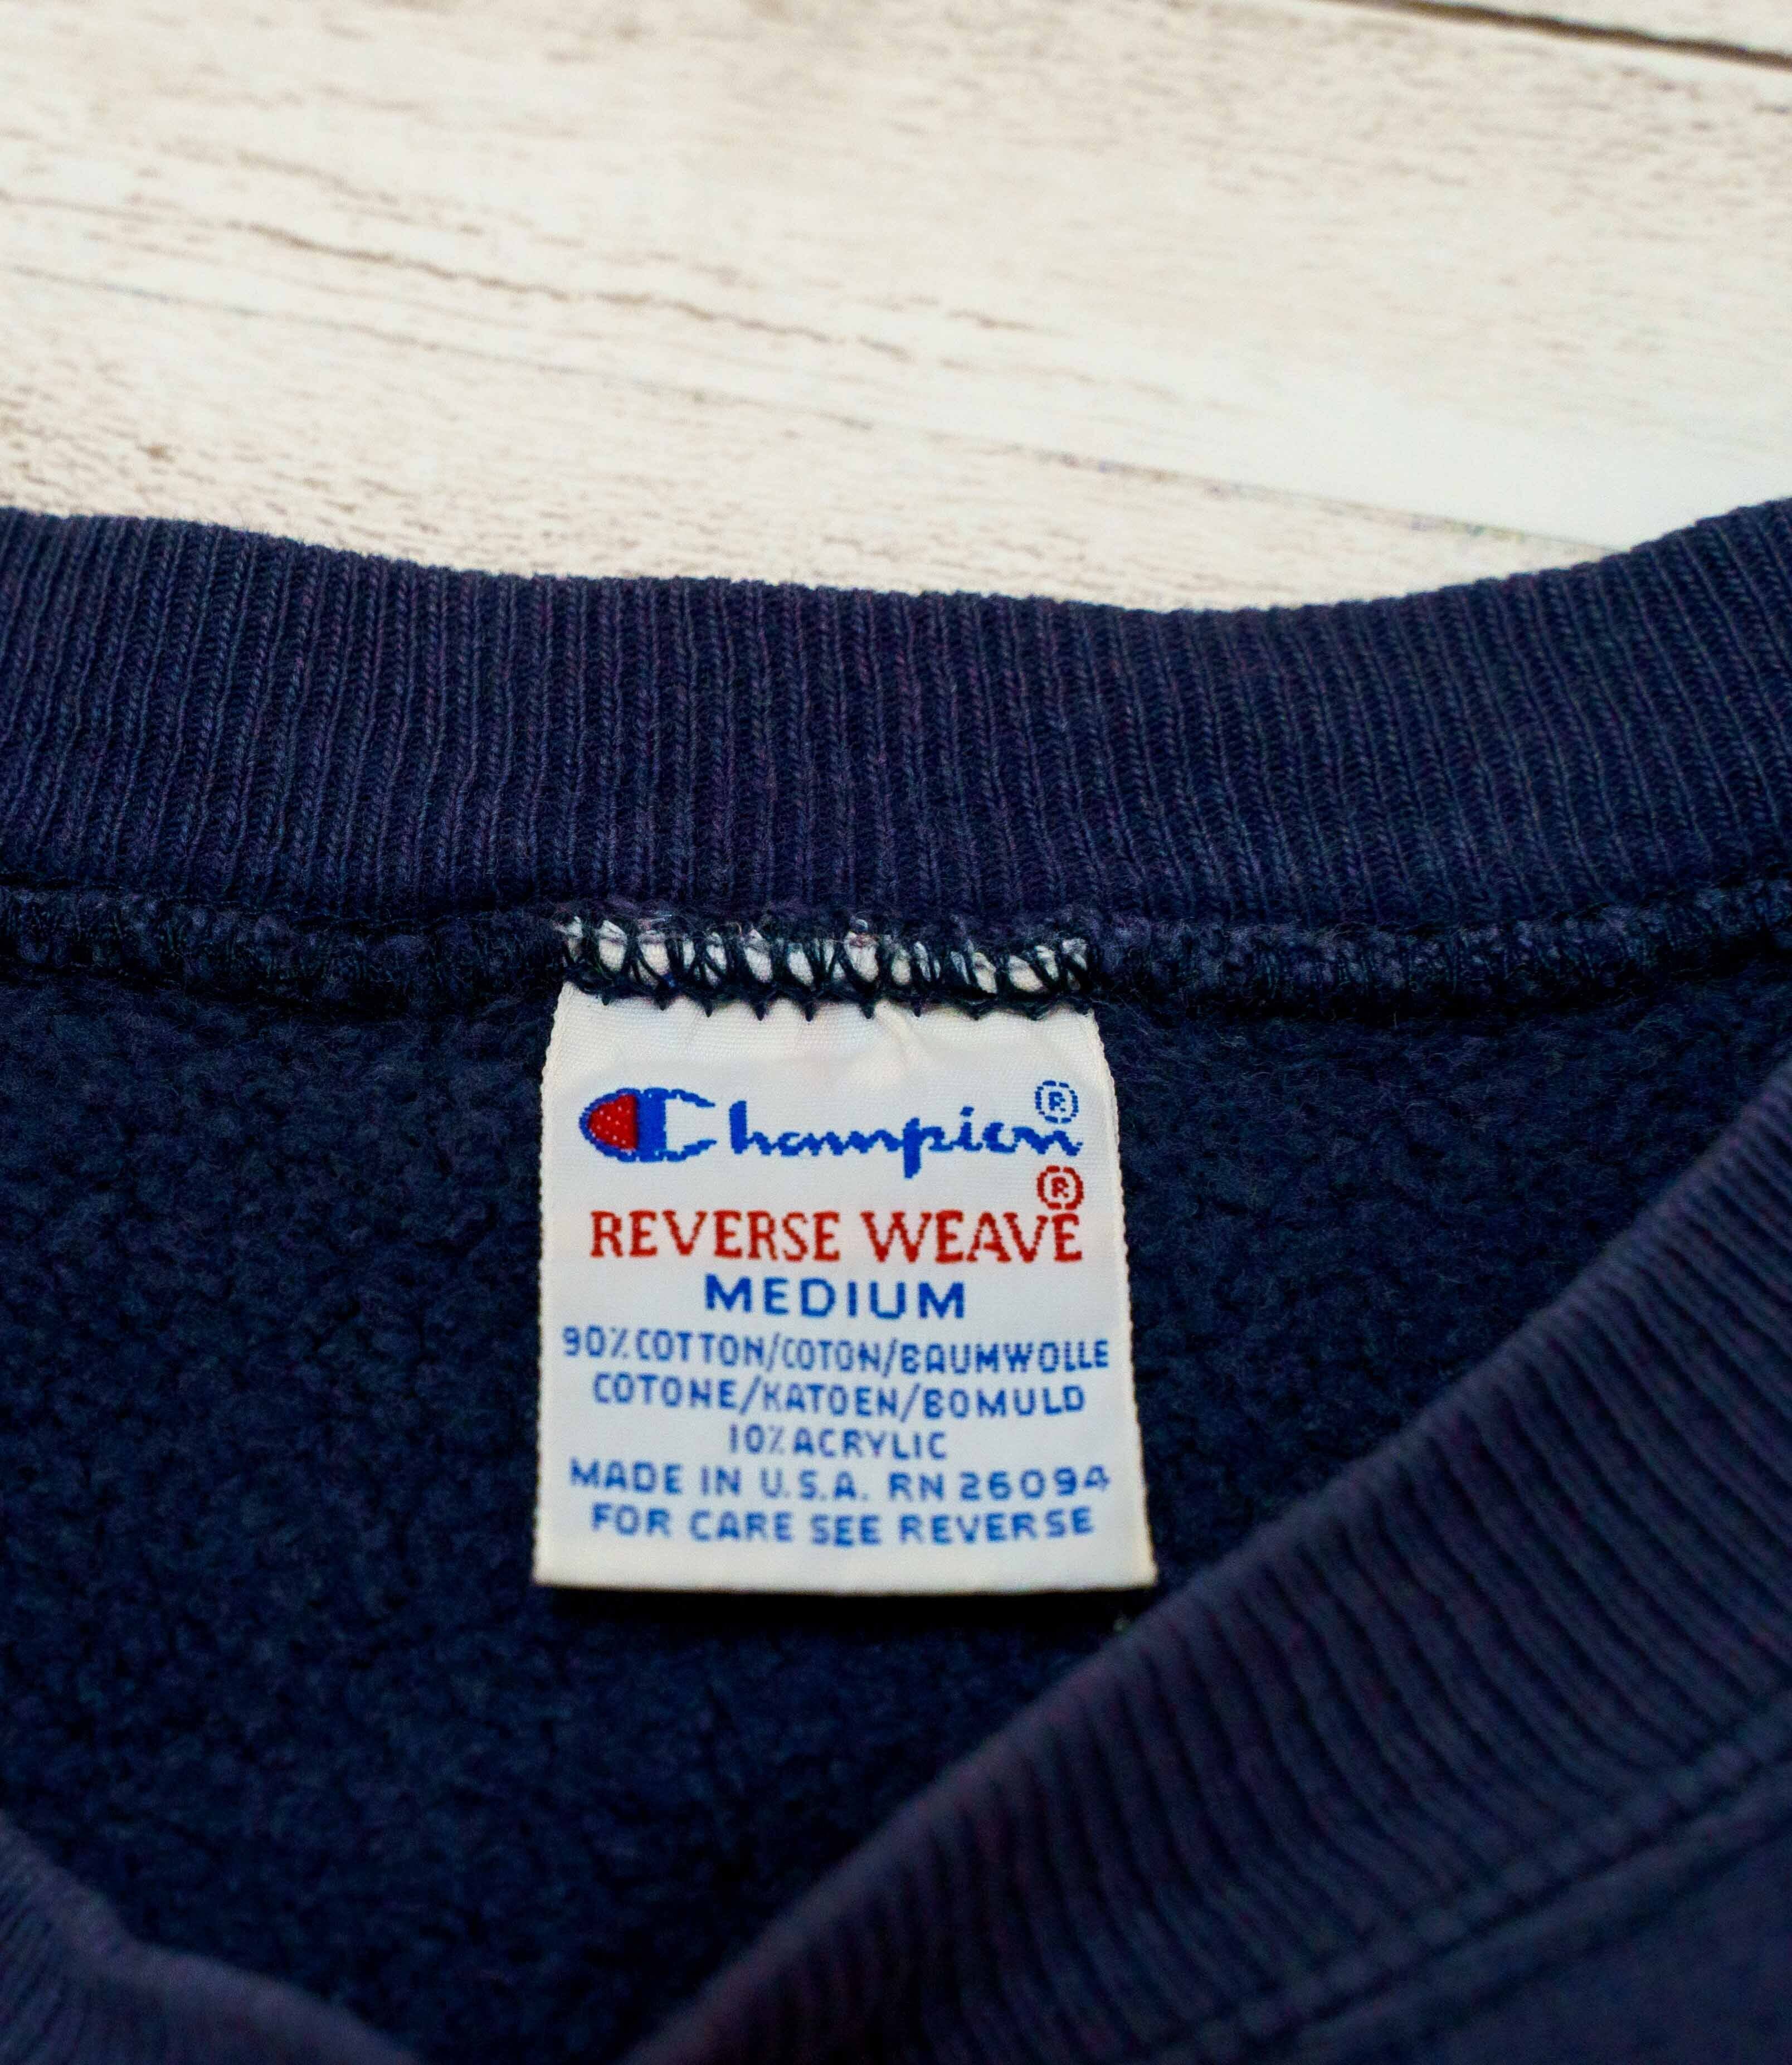 Champion®
REVERSE WEAVE®
MEDIUM
90% COTTON/COTON/BAUMWOLLE
COTONE/KATOEN/BOMULD
10% ACRYLIC
MADE IN U.S.A. RN 26094
FOR CARE SEE REVERSE